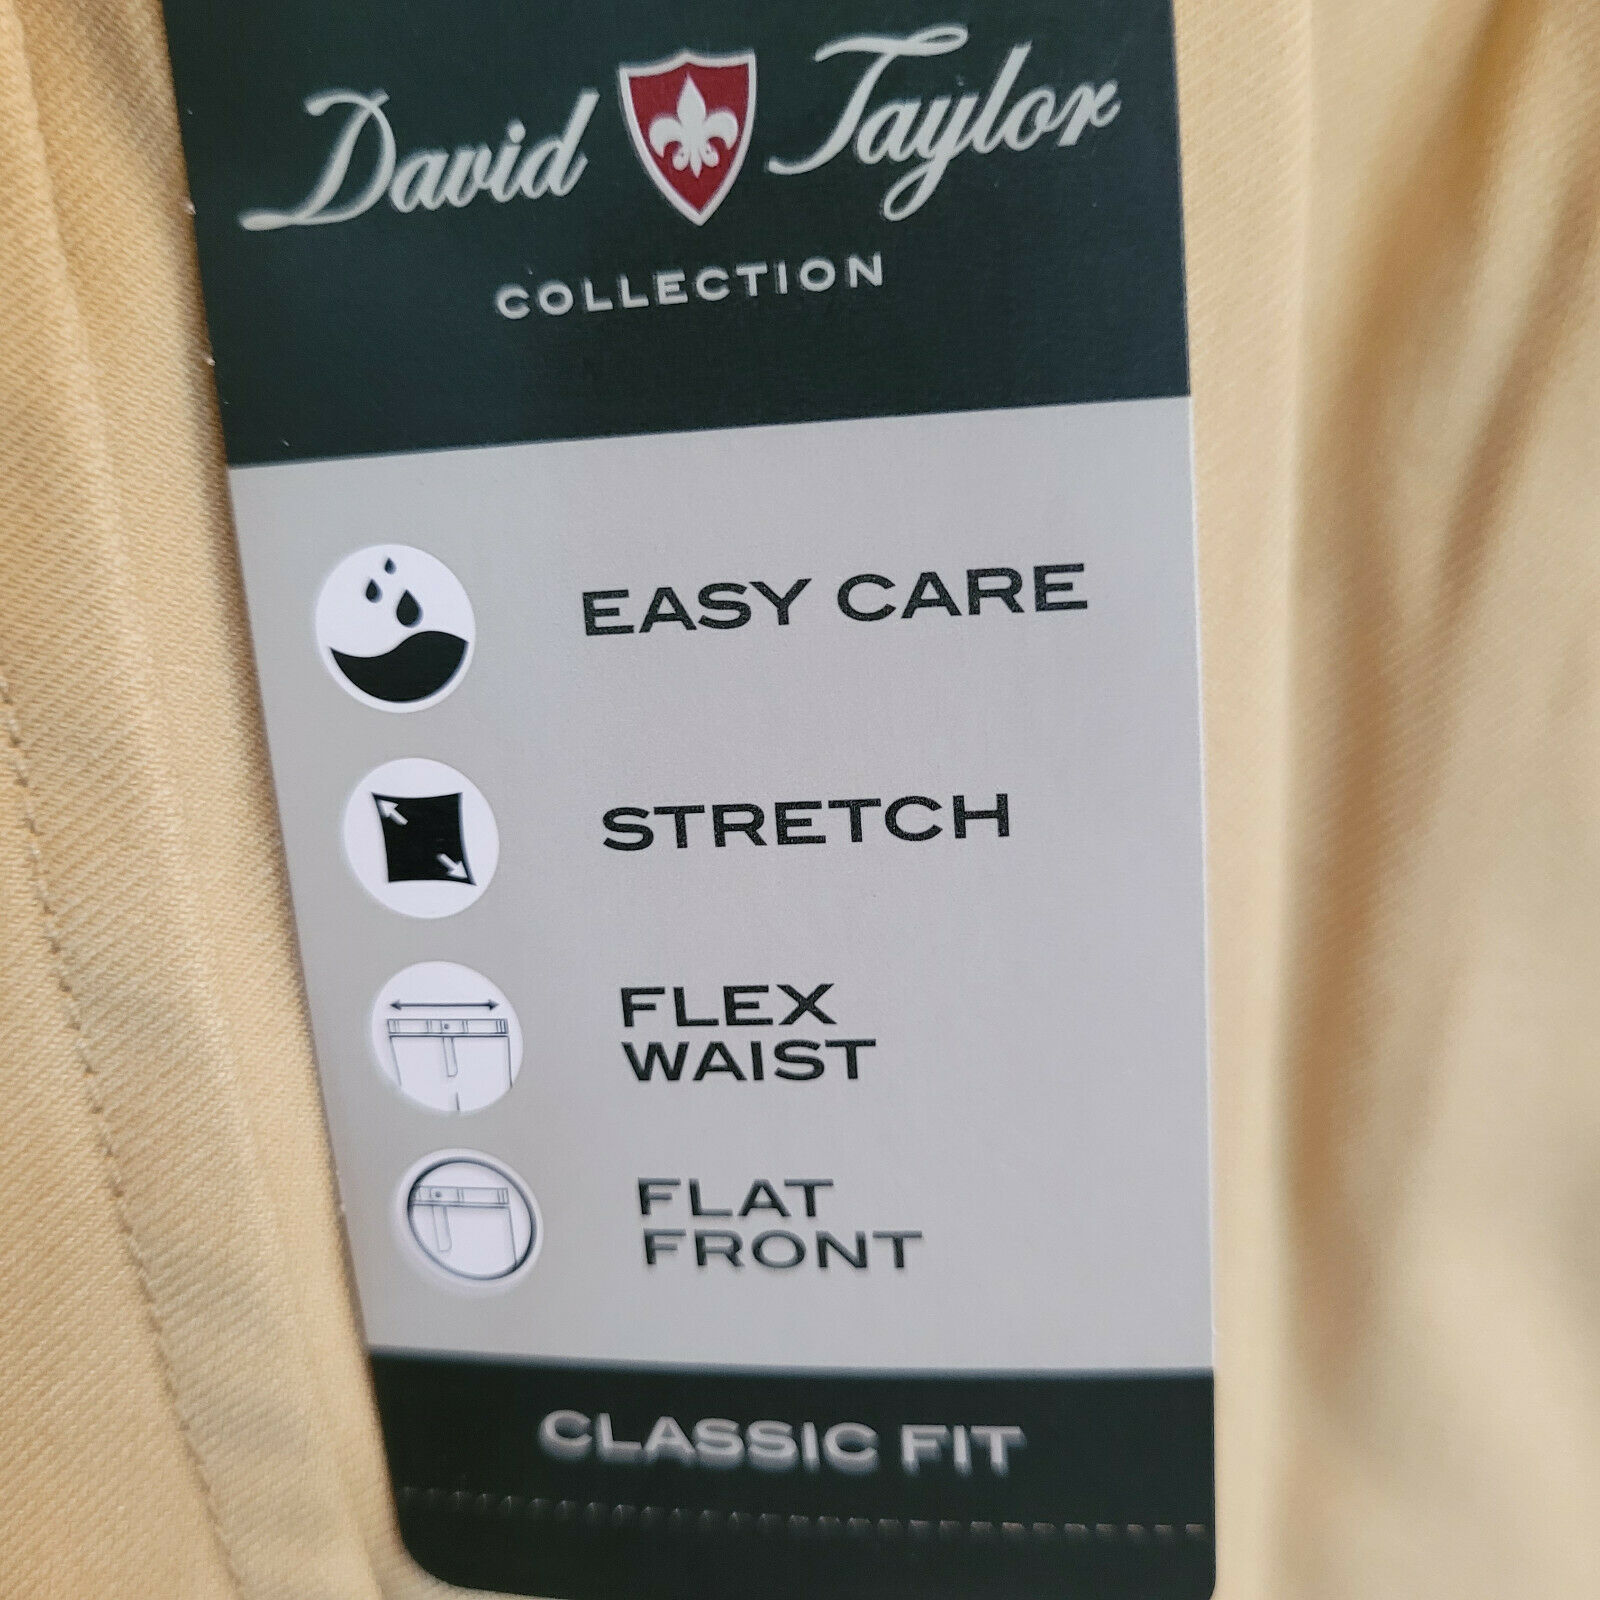 David Taylor
COLLECTION
EASY CARE
STRETCH
FLEX
WAIST
FLAT
FRONT
CLASSIC FIT